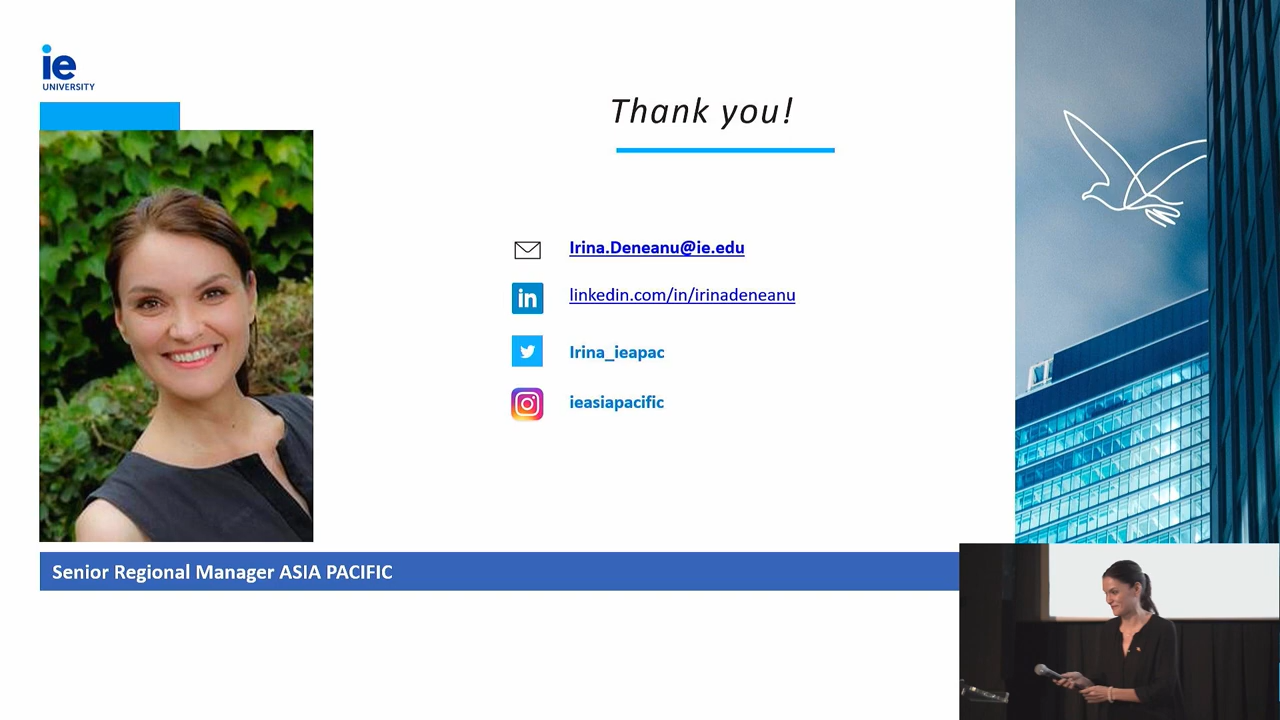 ie
UNIVERSITY
Thank you!
Irina.Deneanu@ie.edu
in
linkedin.com/in/irinadeneanu
Irina_ieapac
ieasiapacific
Senior Regional Manager ASIA PACIFIC